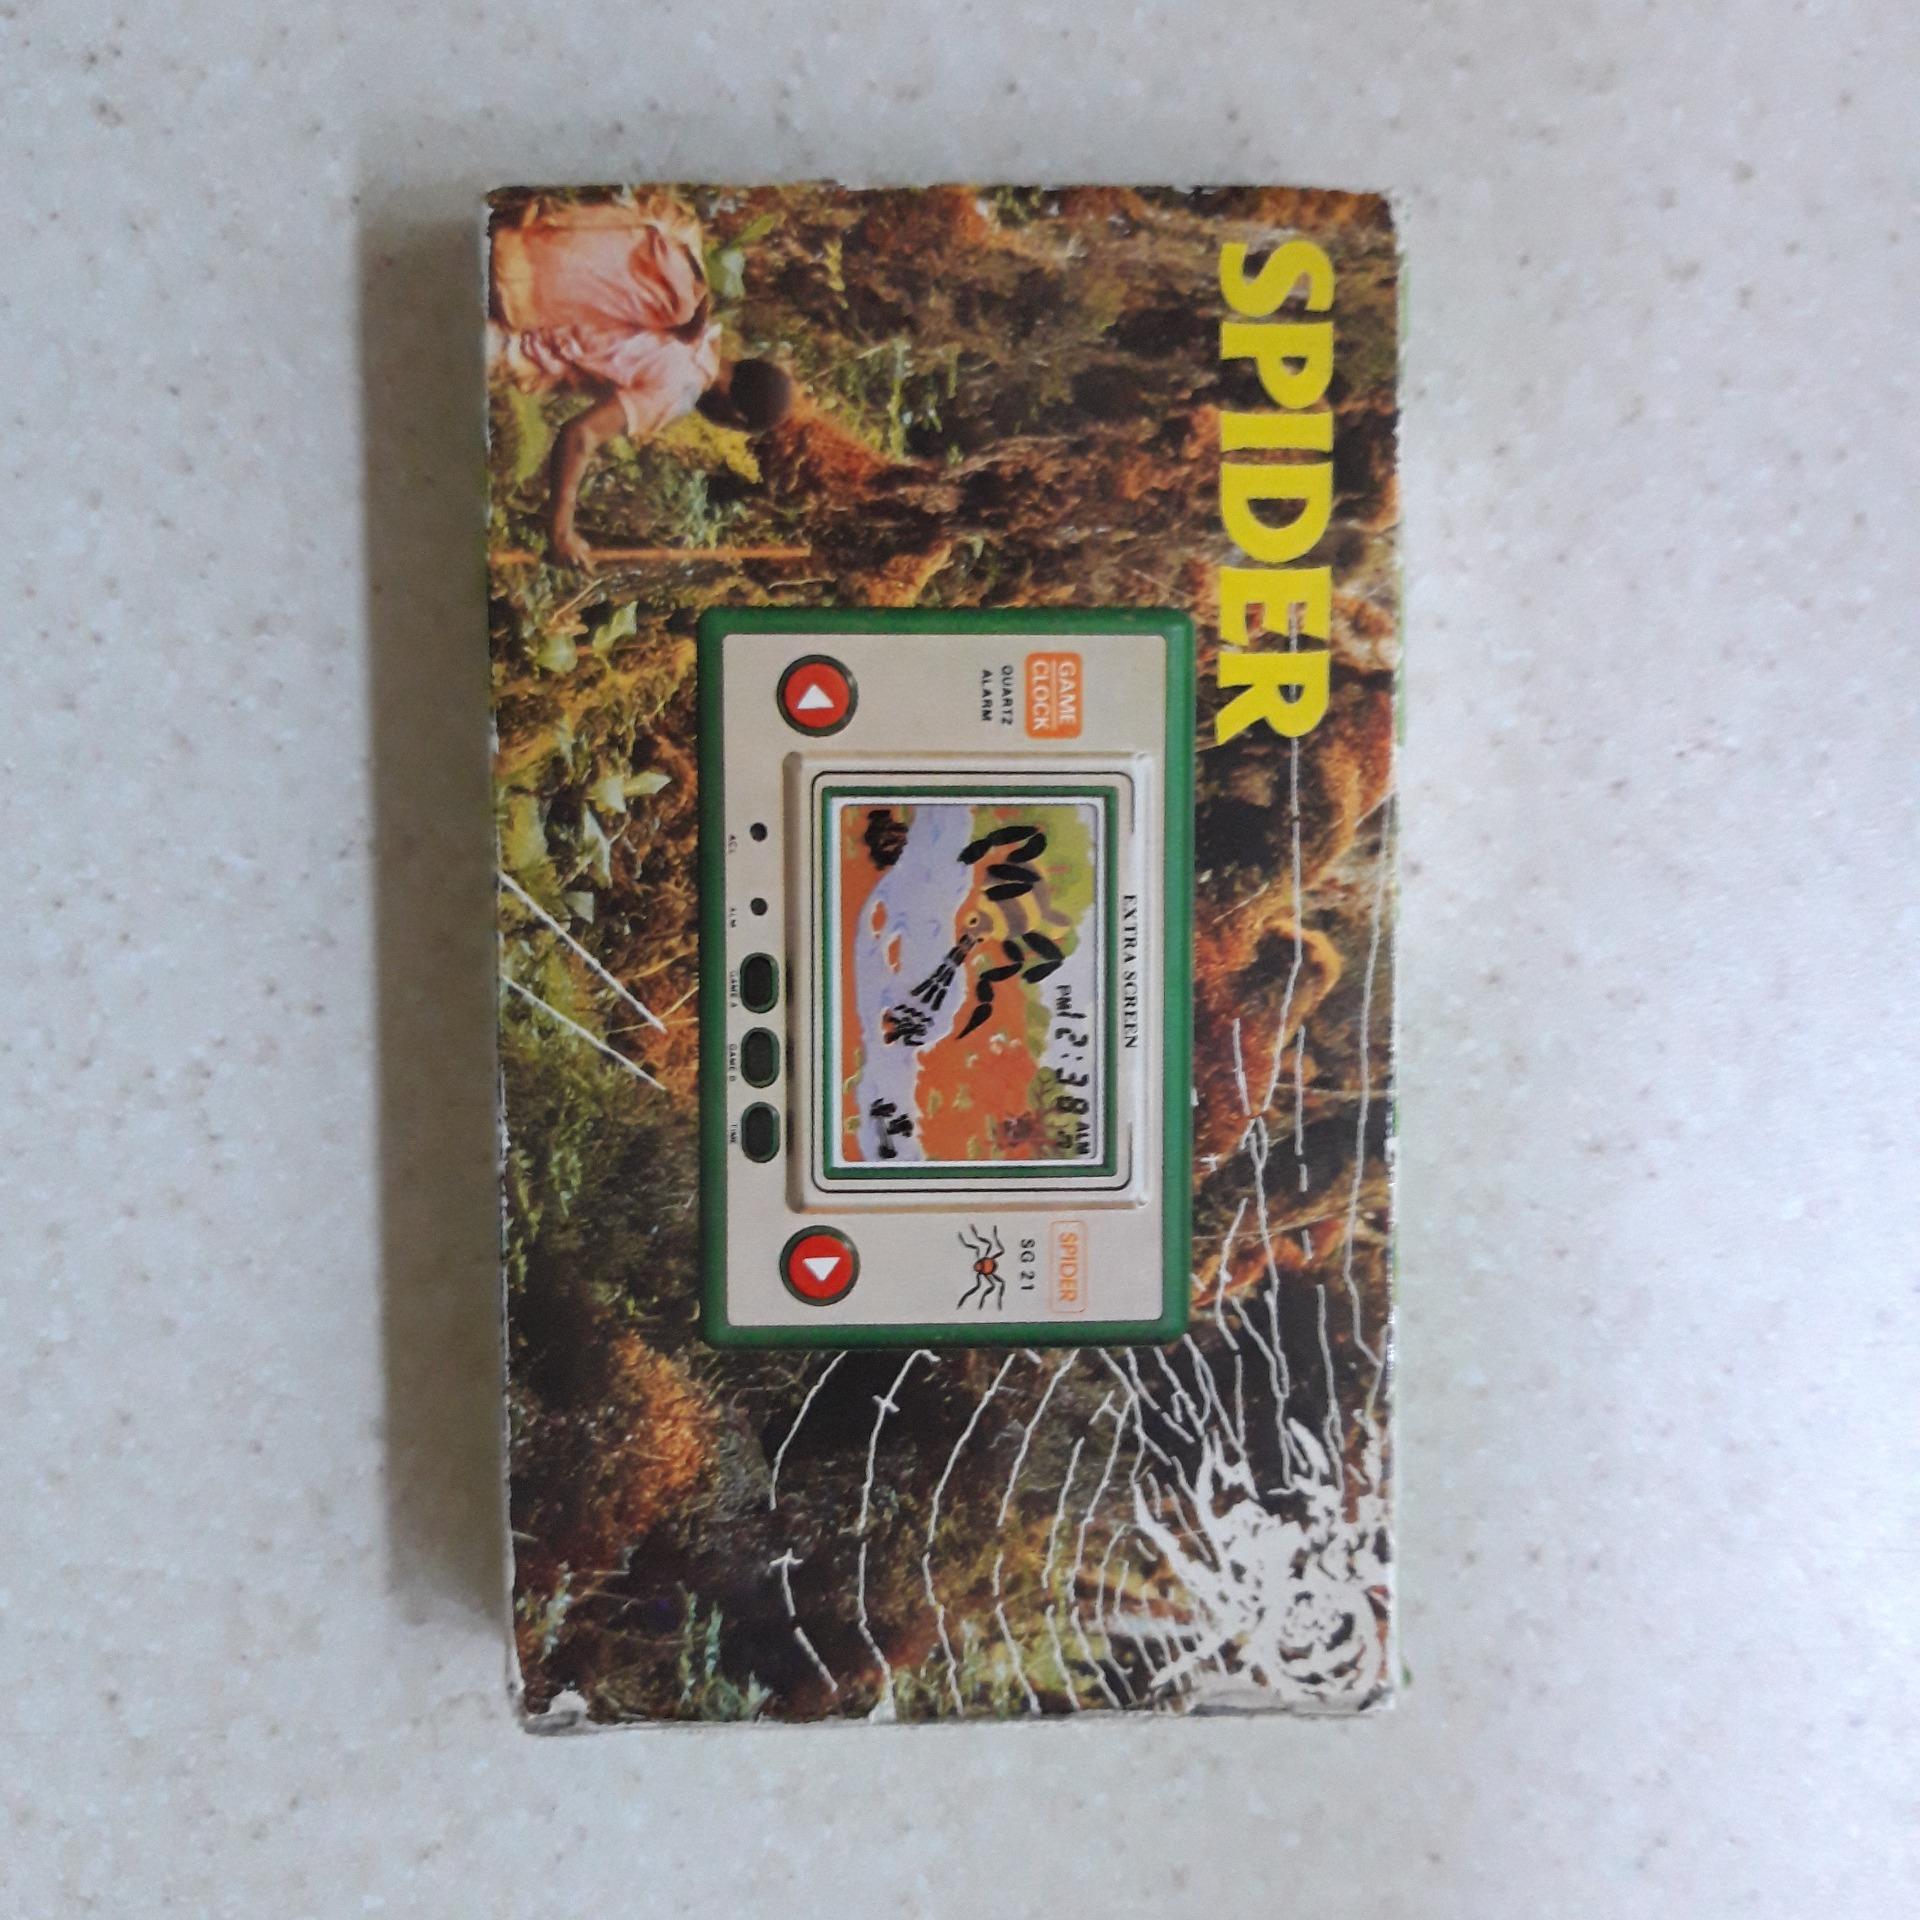 SPIDER
GAME
CLOCK
QUARTZ
ALARM
EXTRA SCREEN
SPIDER
SG 21
PM 12:38 ALM
ACL
ALM
GAME A
GAME B
TIME